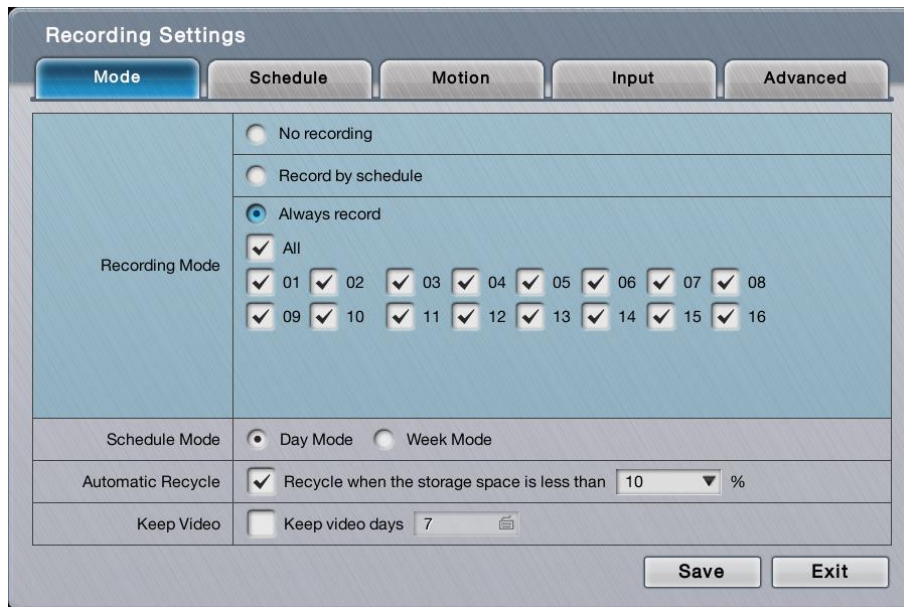 Recording Settings
Mode Schedule Motion Input Advanced
No recording
Record by schedule
Always record
All
Recording Mode
01 02 03 04 05 06 07 08
09 10 11 12 13 14 15 16
Schedule Mode Day Mode Week Mode
Automatic Recycle Recycle when the storage space is less than 10 %
Keep Video Keep video days 7
Save Exit